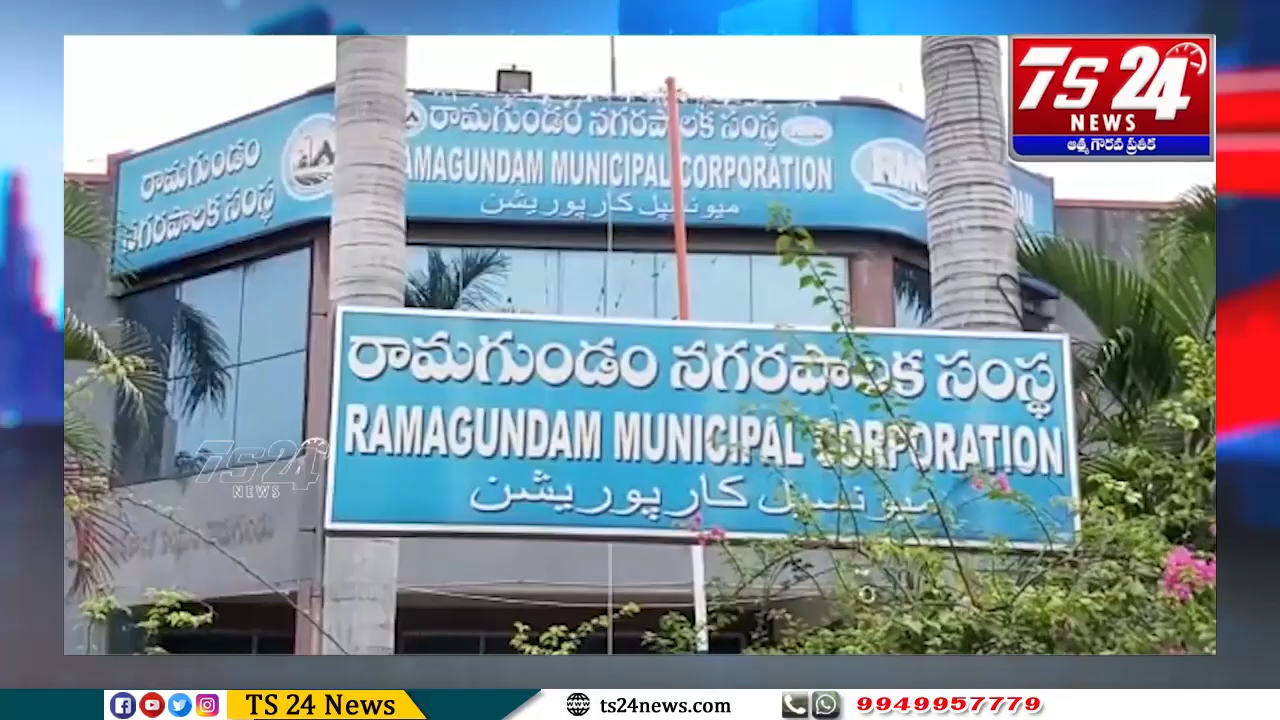 TS 24
NEWS
ఆత్మ గౌరవ ప్రతీక
రామగుండం
నగరపాలక సంస్థ
రామగుండం నగరపాలక సంస్థ
RAMAGUNDAM MUNICIPAL CORPORATION
میونسپل کارپوریشن
రామగుండం నగరపాలక సంస్థ
RAMAGUNDAM MUNICIPAL CORPORATION
میونسپل کارپوریشن
TS 24
NEWS
TS 24 News
ts24news.com
9949957779